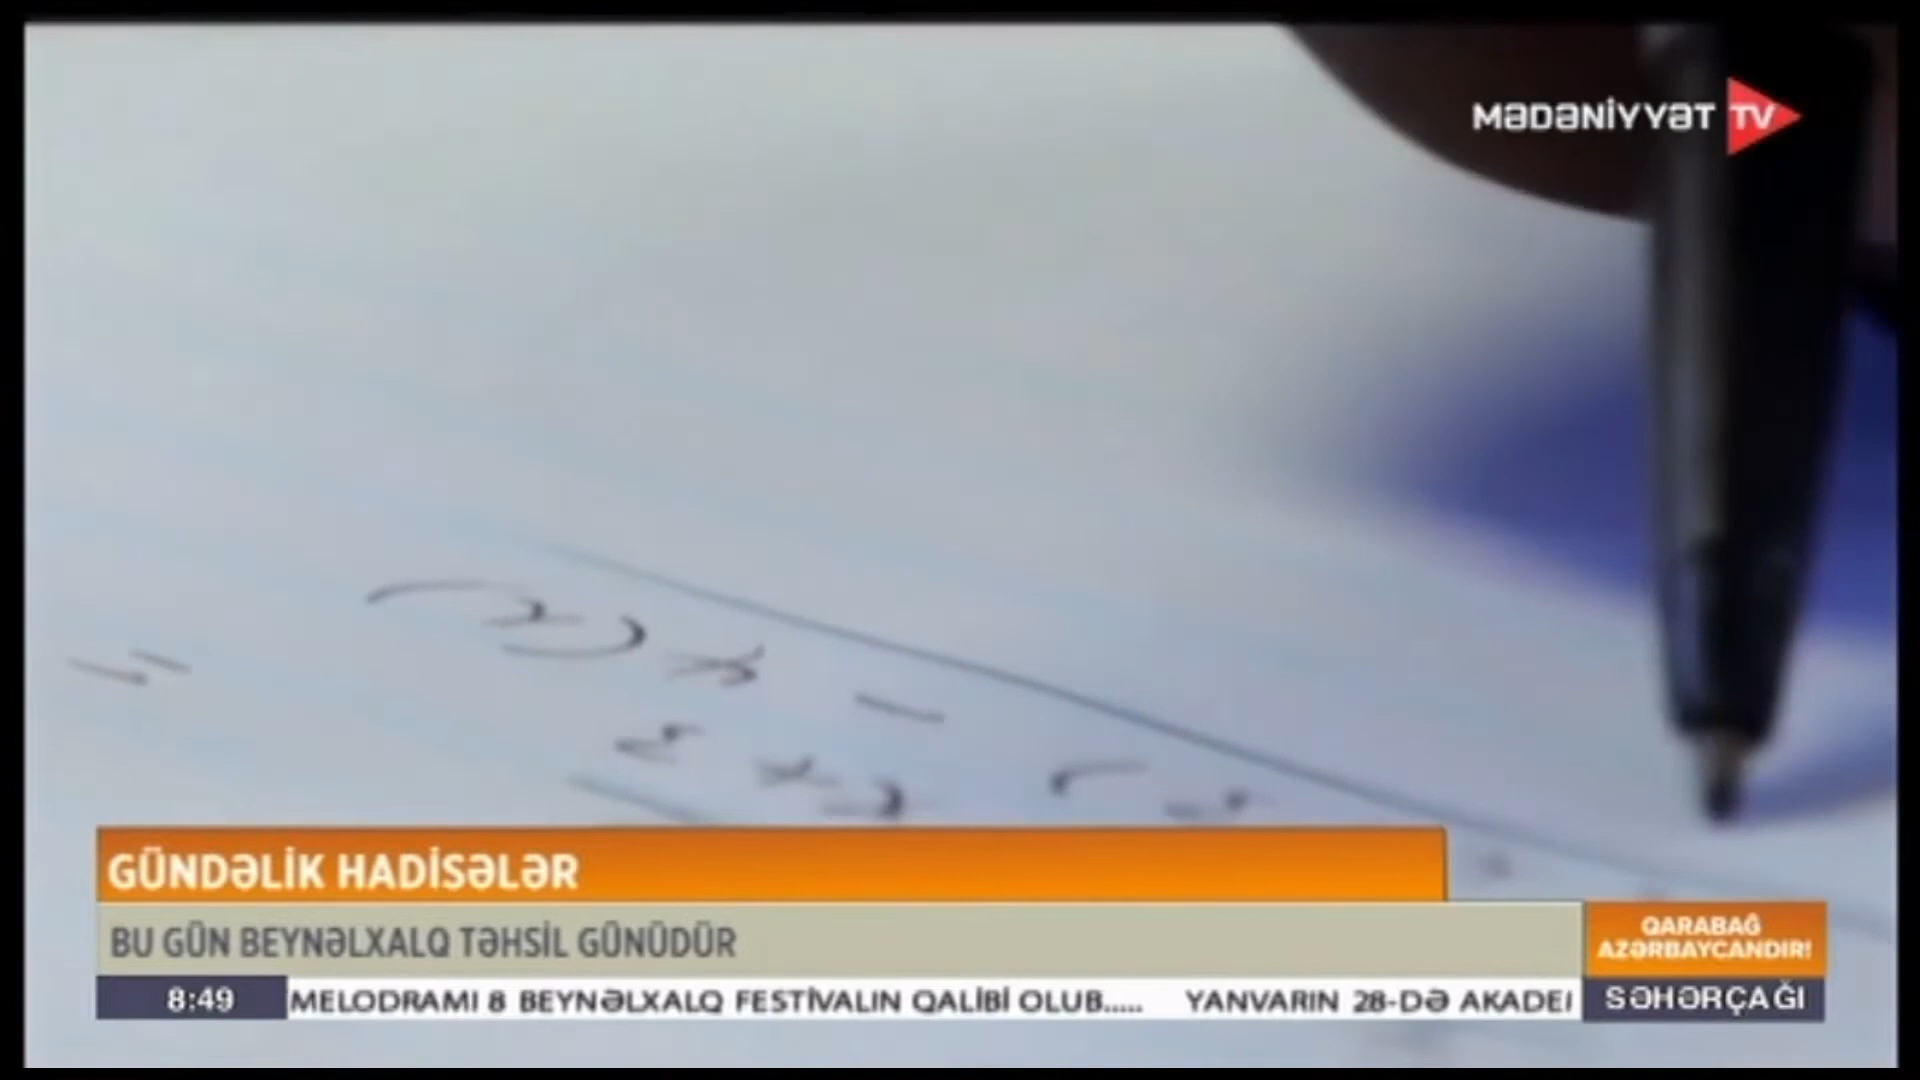 MƏDƏNİYYƏT TV
GÜNDƏLİK HADİSƏLƏR
BU GÜN BEYNƏLXALQ TƏHSİL GÜNÜDÜR
QARABAĞ
AZƏRBAYCANDIR!
8:49 MELODRAMI 8 BEYNƏLXALQ FESTİVALIN QALİBİ OLUB..... YANVARIN 28-DƏ
SƏHƏRÇAĞI